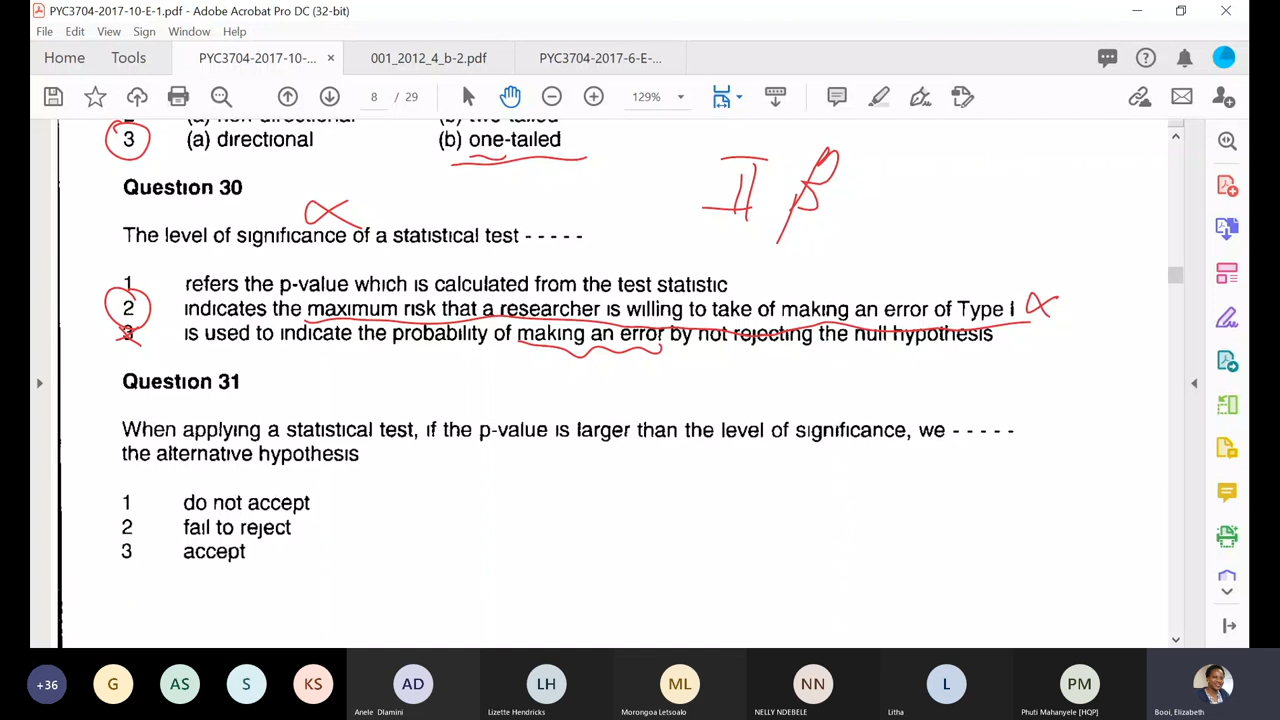 PYC3704-2017-10-E-1.pdf - Adobe Acrobat Pro DC (32-bit)
File Edit View Sign Window Help
Home Tools PYC3704-2017-10-... × 001_2012_4_b-2.pdf PYC3704-2017-6-E-...
8 / 29 129%
3 (a) directional (b) one-tailed
II β
Question 30
α
The level of significance of a statistical test - - - - -
1 refers the p-value which is calculated from the test statistic
2 indicates the maximum risk that a researcher is willing to take of making an error of Type I α
3 is used to indicate the probability of making an error by not rejecting the null hypothesis
Question 31
When applying a statistical test, if the p-value is larger than the level of significance, we - - - - -
the alternative hypothesis
1 do not accept
2 fail to reject
3 accept
+36 G AS S KS AD LH ML NN L PM
Anele Dlamini Lizette Hendricks Morongoa Letsoalo NELLY NDEBELE Litha Phuti Mahanyele [HQP] Booi, Elizabeth